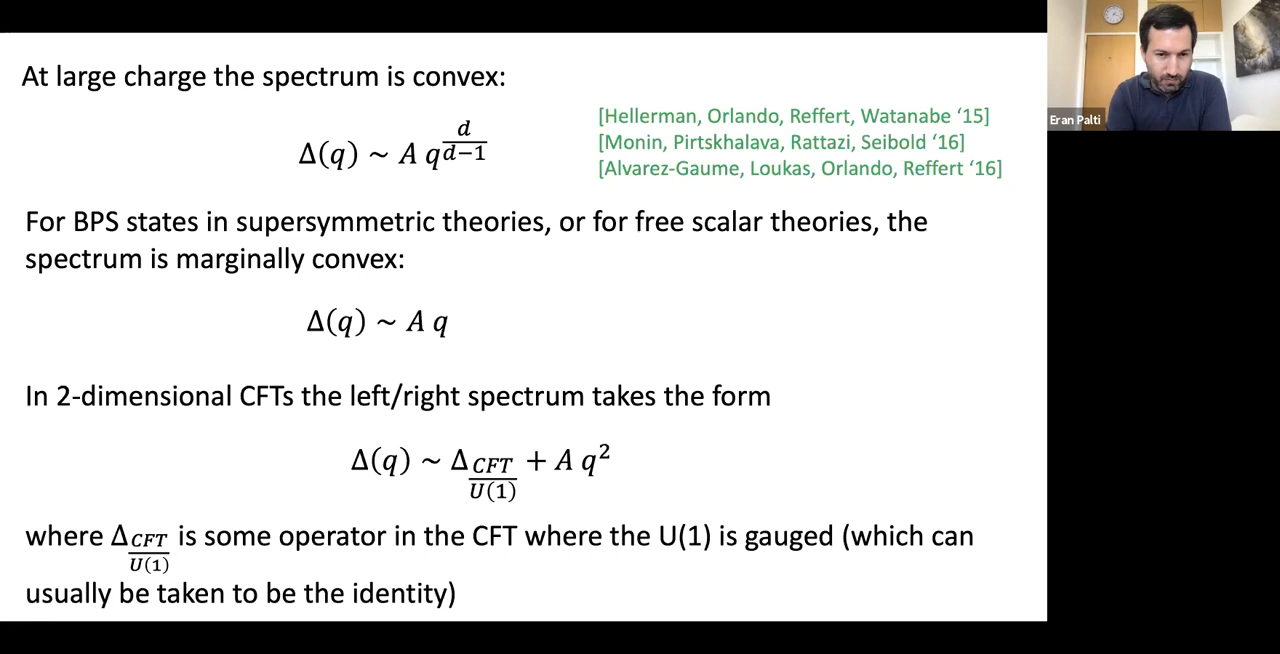 At large charge the spectrum is convex:
Δ(q) ~ A q^{\frac{d}{d−1}}
[Hellerman, Orlando, Reffert, Watanabe ‘15]
[Monin, Pirtskhalava, Rattazi, Seibold ‘16]
[Alvarez-Gaume, Loukas, Orlando, Reffert ‘16]
For BPS states in supersymmetric theories, or for free scalar theories, the
spectrum is marginally convex:
Δ(q) ~ A q
In 2-dimensional CFTs the left/right spectrum takes the form
Δ(q) ~ Δ_{\frac{CFT}{U(1)}} + A q²
where Δ_{\frac{CFT}{U(1)}} is some operator in the CFT where the U(1) is gauged (which can
usually be taken to be the identity)
Eran Palti